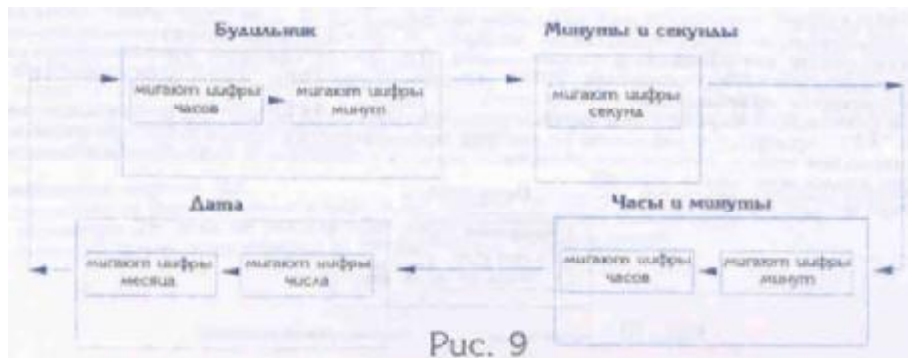 Будильник
Минуты и секунды
мигают цифры часов
мигают цифры минут
мигают цифры секунд
Дата
Часы и минуты
мигают цифры месяца
мигают цифры числа
мигают цифры часов
мигают цифры минут
Рис. 9